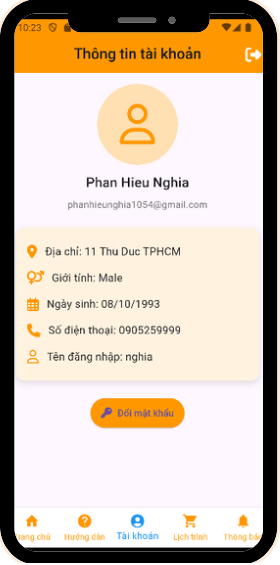 10:23
Thông tin tài khoản
Phan Hieu Nghia
phanhieunghia1054@gmail.com
Địa chỉ: 11 Thu Duc TPHCM
Giới tính: Male
Ngày sinh: 08/10/1993
Số điện thoại: 0905259999
Tên đăng nhập: nghia
Đổi mật khẩu
Trang chủ Hướng dẫn Tài khoản Lịch trình Thông báo